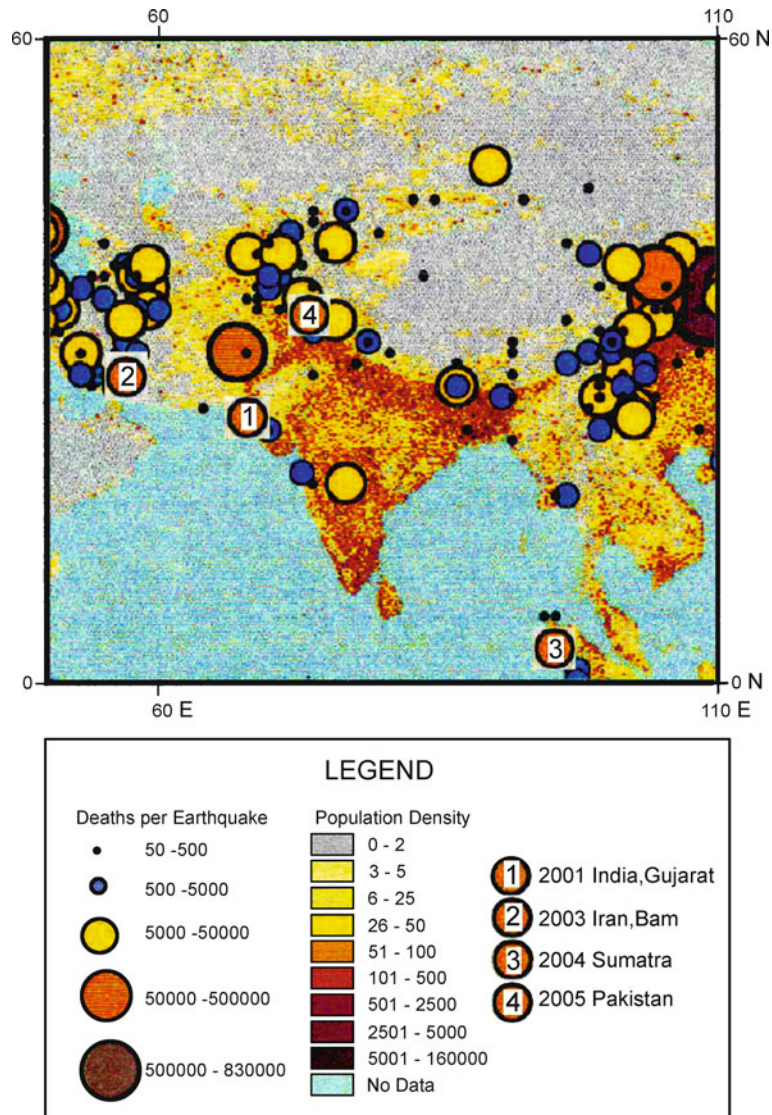 60 110
60 60 N
4
2
1
3
0 0 N
60 E 110 E
LEGEND
Deaths per Earthquake
50 -500
500 -5000
5000 -50000
50000 -500000
500000 - 830000
Population Density
0 - 2
3 - 5
6 - 25
26 - 50
51 - 100
101 - 500
501 - 2500
2501 - 5000
5001 - 160000
No Data
1 2001 India,Gujarat
2 2003 Iran,Bam
3 2004 Sumatra
4 2005 Pakistan